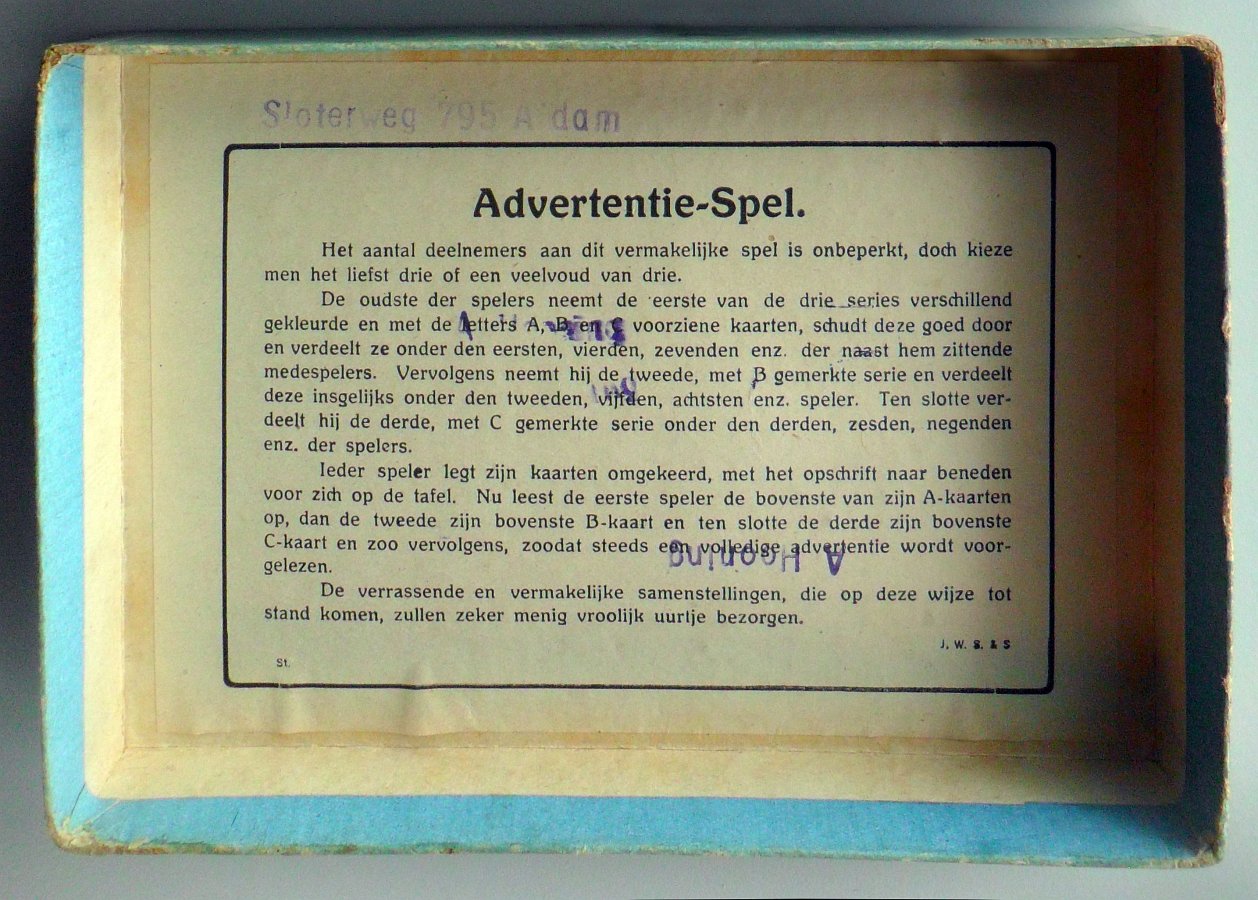 Sloterweg 795 A'dam
Advertentie-Spel.
Het aantal deelnemers aan dit vermakelijke spel is onbeperkt, doch kieze
men het liefst drie of een veelvoud van drie.
De oudste der spelers neemt de eerste van de drie series verschillend
gekleurde en met de letters A, B en C voorziene kaarten, schudt deze goed door
en verdeelt ze onder den eersten, vierden, zevenden enz. der naast hem zittende
medespelers. Vervolgens neemt hij de tweede, met B gemerkte serie en verdeelt
deze insgelijks onder den tweeden, vijfden, achtsten enz. speler. Ten slotte ver-
deelt hij de derde, met C gemerkte serie onder den derden, zesden, negenden
enz. der spelers.
Ieder speler legt zijn kaarten omgekeerd, met het opschrift naar beneden
voor zich op de tafel. Nu leest de eerste speler de bovenste van zijn A-kaarten
op, dan de tweede zijn bovenste B-kaart en ten slotte de derde zijn bovenste
C-kaart en zoo vervolgens, zoodat steeds een volledige advertentie wordt voor-
gelezen.
A Hooning
De verrassende en vermakelijke samenstellingen, die op deze wijze tot
stand komen, zullen zeker menig vroolijk uurtje bezorgen.
J. W. S. & S
St.